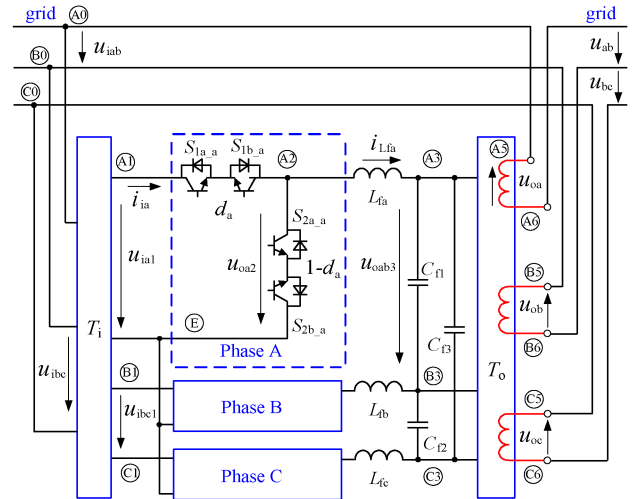 grid A0 grid
u_iab u_ab
B0 u_bc
C0
A1 S_1a_a S_1b_a A2 i_Lfa A3 A5
i_ia d_a L_fa u_oa
A6
S_2a_a
u_ia1 u_oa2 1-d_a u_oab3 C_f1
B5
u_ob
E S_2b_a
T_i Phase A C_f3 T_o B6
u_ibc B1 B3
u_ibc1 Phase B L_fb C5
C_f2 u_oc
C1 Phase C L_fc C3 C6